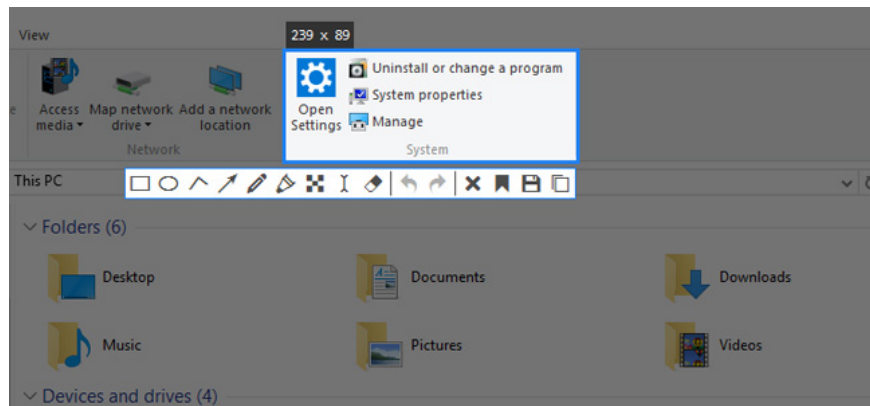 View
239 x 89
Access media
Map network drive
Add a network location
Network
Open Settings
Uninstall or change a program
System properties
Manage
System
This PC
Folders (6)
Desktop
Documents
Downloads
Music
Pictures
Videos
Devices and drives (4)